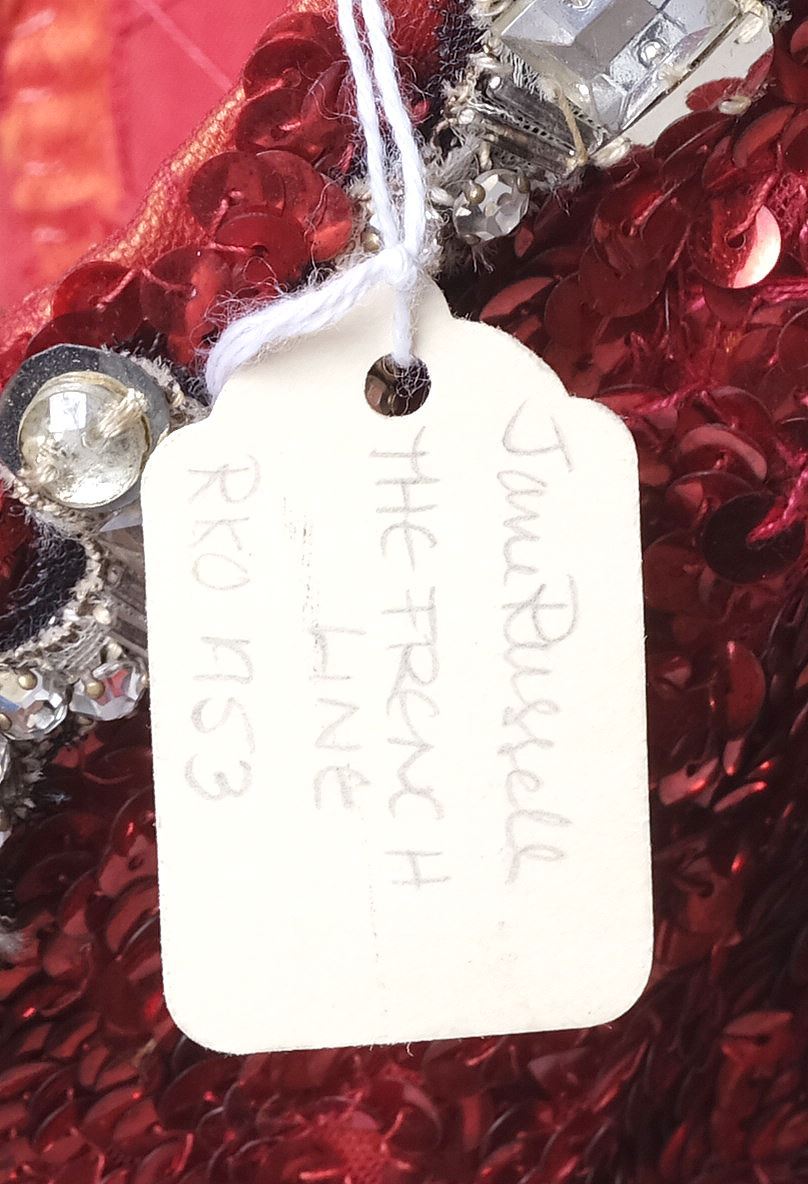 Jane Russell
THE FRENCH
LINE
RKO 1953